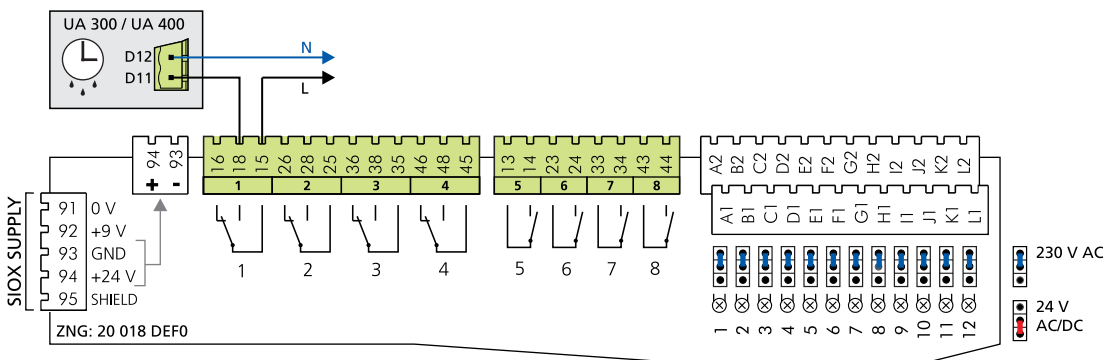 UA 300 / UA 400
D12
D11
N
L
94 93
+ -
16 18 15 26 28 25 36 38 35 46 48 45
1 2 3 4
13 14 23 24 33 34 43 44
5 6 7 8
A2 B2 C2 D2 E2 F2 G2 H2 I2 J2 K2 L2
A1 B1 C1 D1 E1 F1 G1 H1 I1 J1 K1 L1
SIOX SUPPLY
91 0 V
92 +9 V
93 GND
94 +24 V
95 SHIELD
1 2 3 4
5 6 7 8
230 V AC
24 V
AC/DC
1 2 3 4 5 6 7 8 9 10 11 12
ZNG: 20 018 DEF0